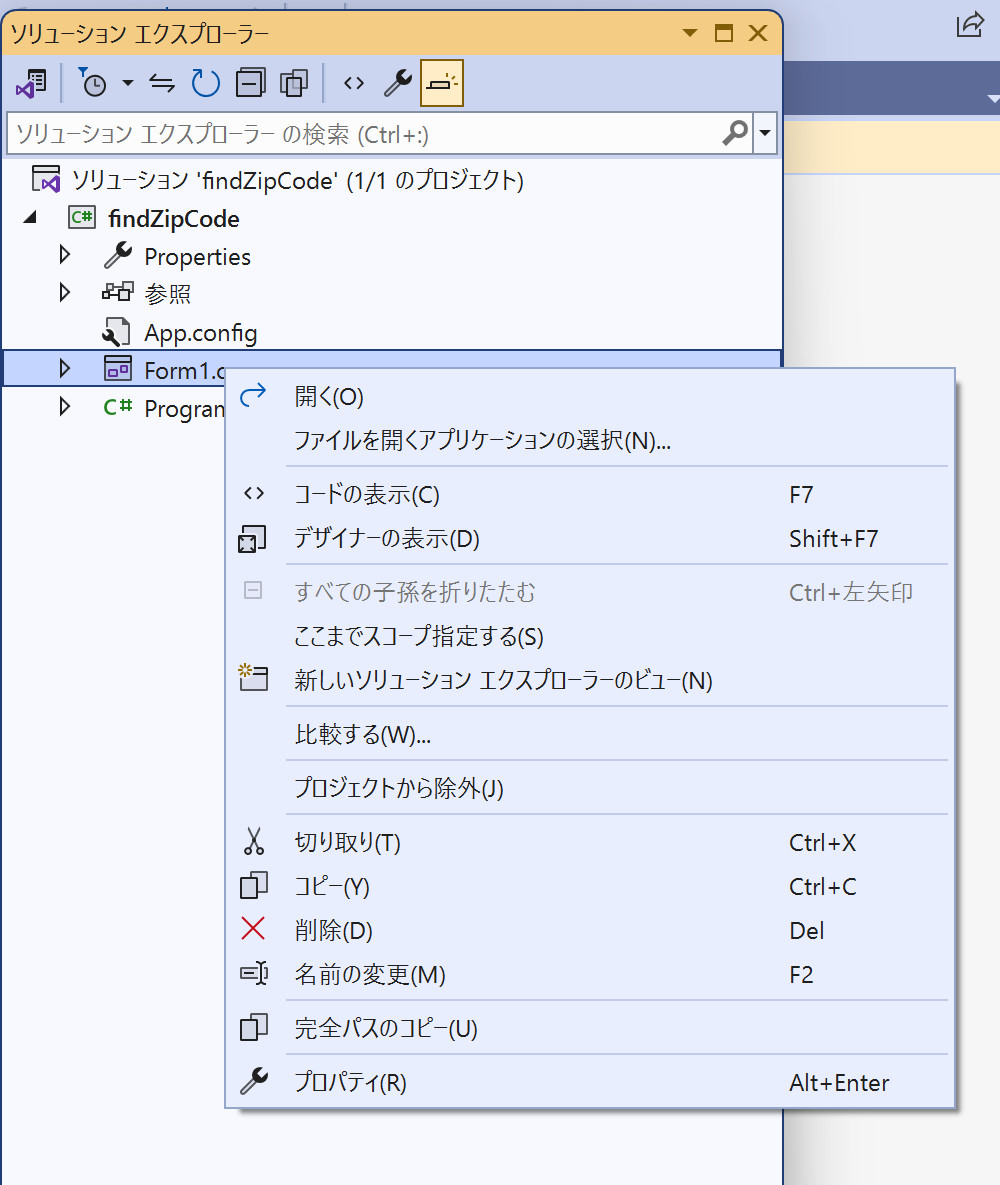 ソリューション エクスプローラー
ソリューション エクスプローラー の検索 (Ctrl+:)
ソリューション 'findZipCode' (1/1 のプロジェクト)
C# findZipCode
Properties
参照
App.config
Form1.c
C# Program
開く(O)
ファイルを開くアプリケーションの選択(N)...
コードの表示(C) F7
デザイナーの表示(D) Shift+F7
すべての子孫を折りたたむ Ctrl+左矢印
ここまでスコープ指定する(S)
新しいソリューション エクスプローラーのビュー(N)
比較する(W)...
プロジェクトから除外(J)
切り取り(T) Ctrl+X
コピー(Y) Ctrl+C
削除(D) Del
名前の変更(M) F2
完全パスのコピー(U)
プロパティ(R) Alt+Enter